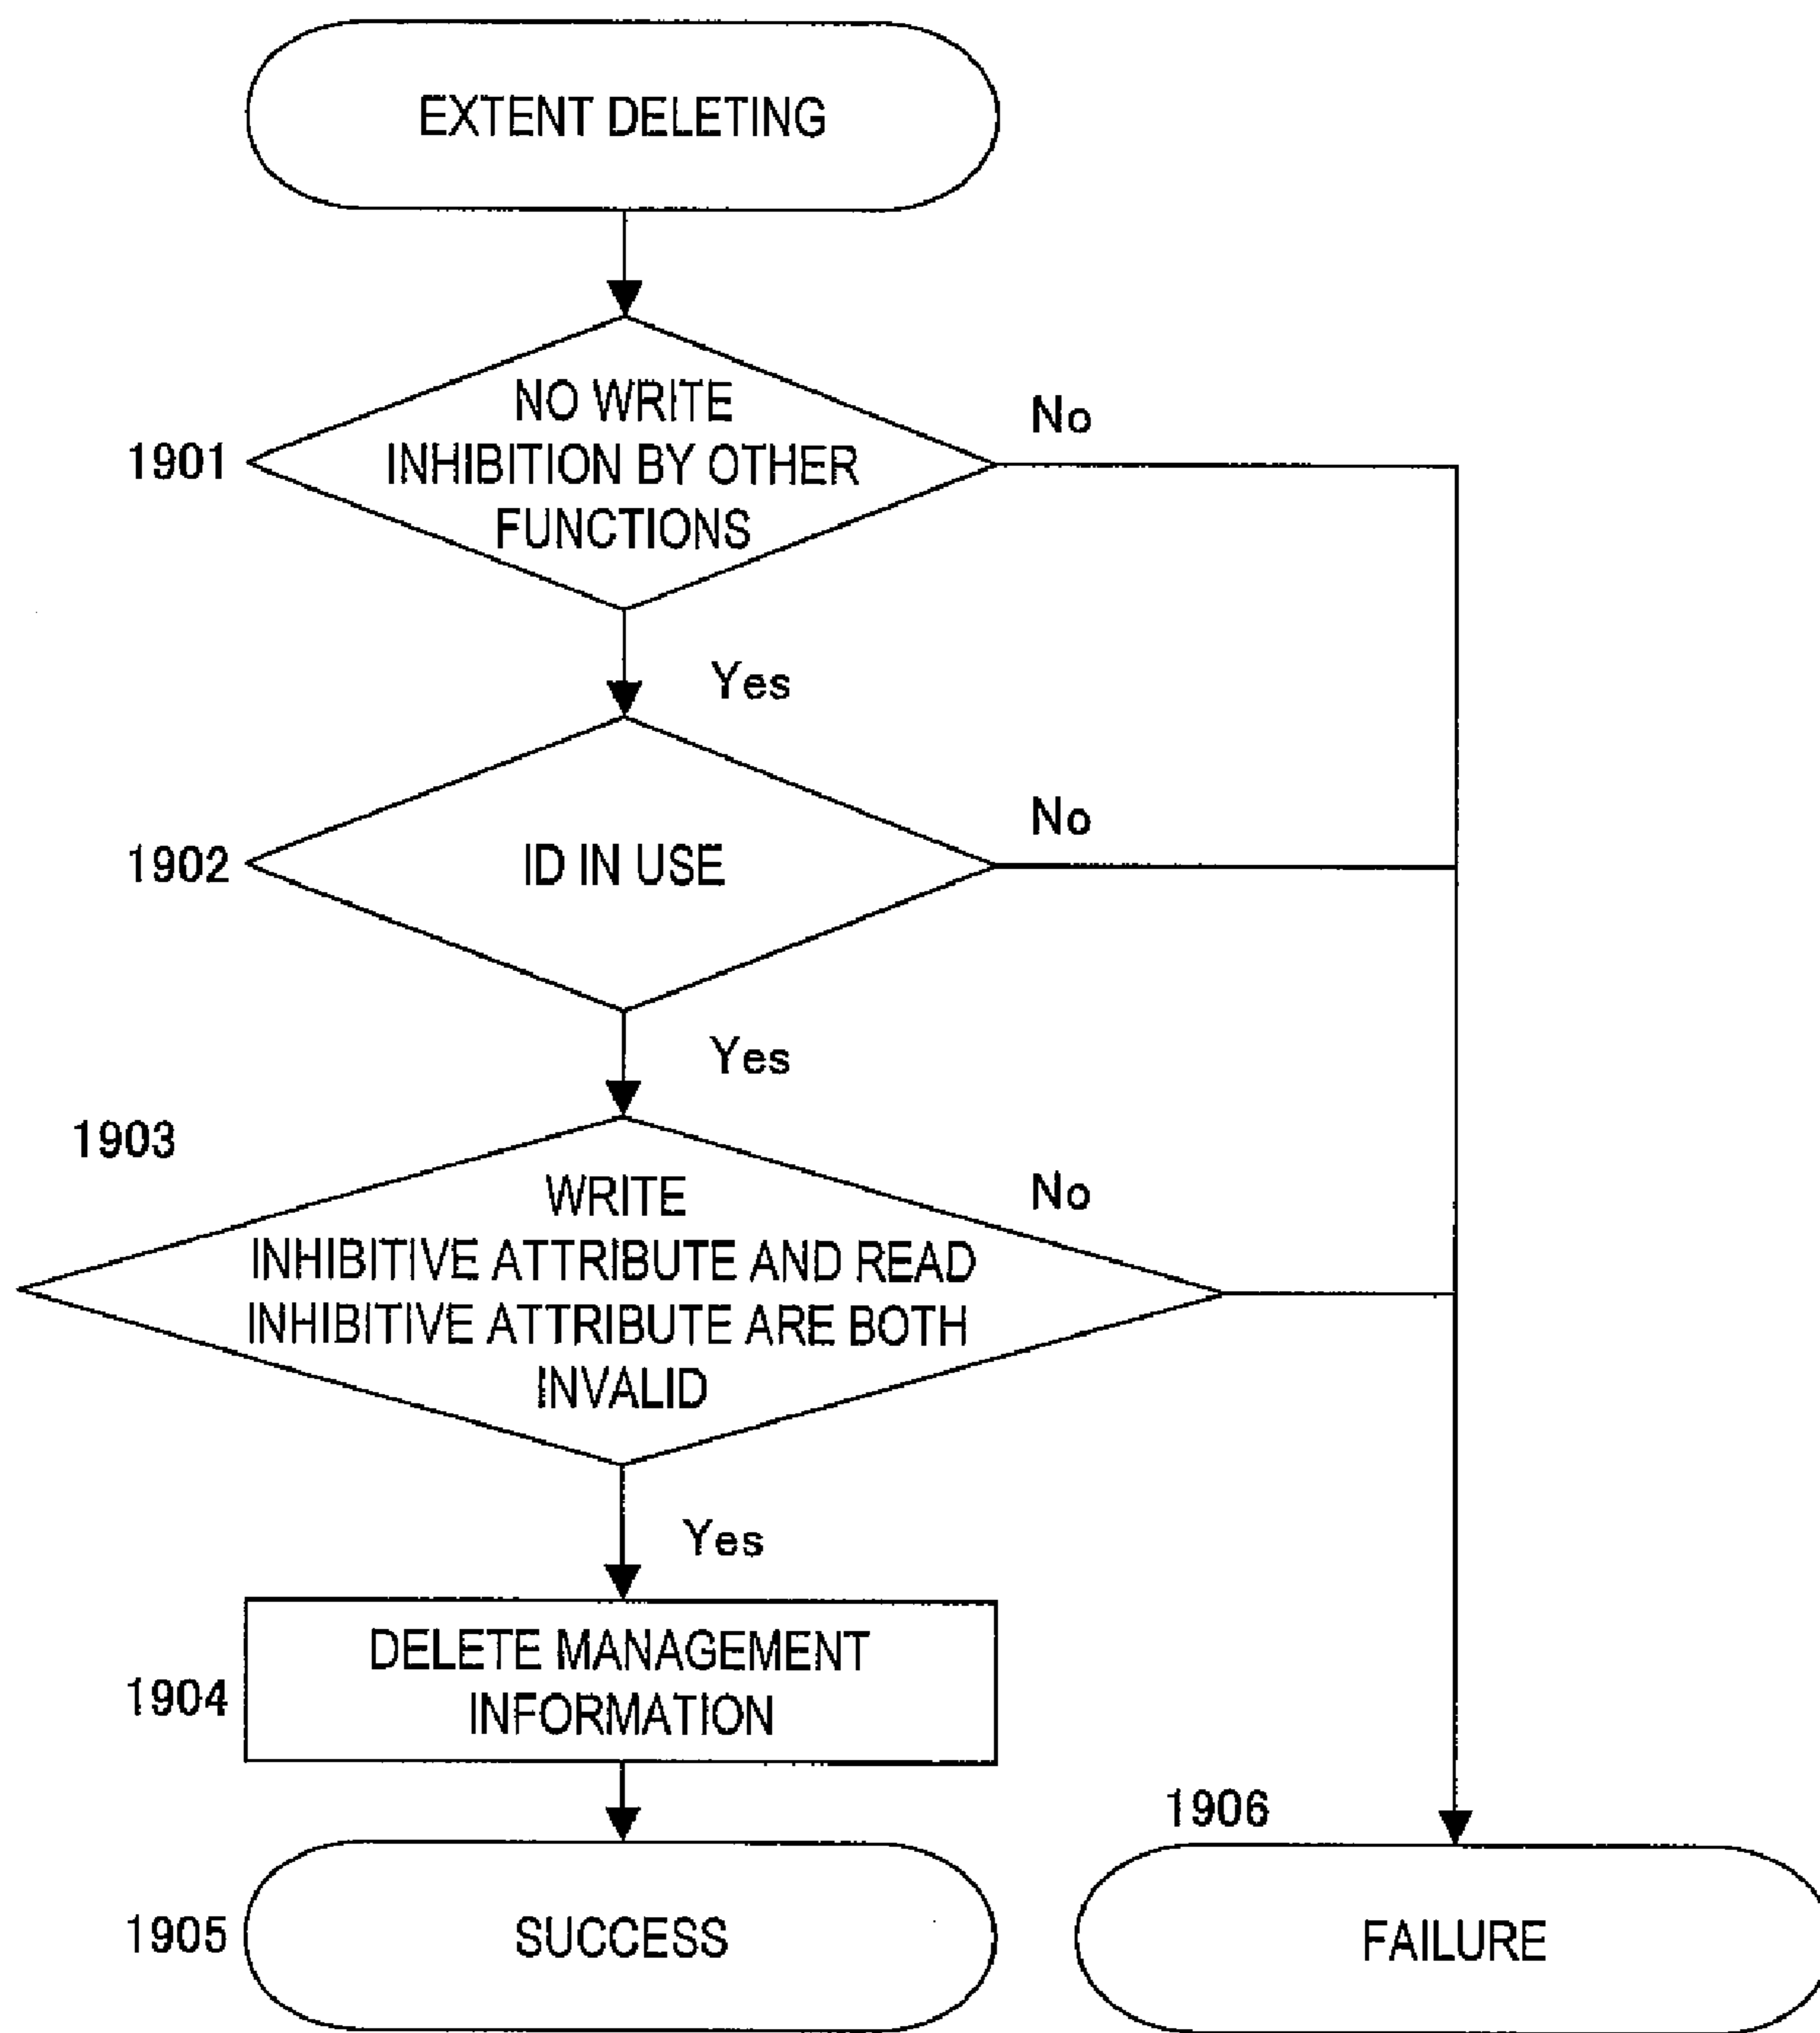 EXTENT DELETING
NO WRITE
INHIBITION BY OTHER
FUNCTIONS
No
1901
Yes
ID IN USE
No
1902
Yes
1903
WRITE
INHIBITIVE ATTRIBUTE AND READ
INHIBITIVE ATTRIBUTE ARE BOTH
INVALID
No
Yes
DELETE MANAGEMENT
INFORMATION
1904
1906
1905
SUCCESS
FAILURE